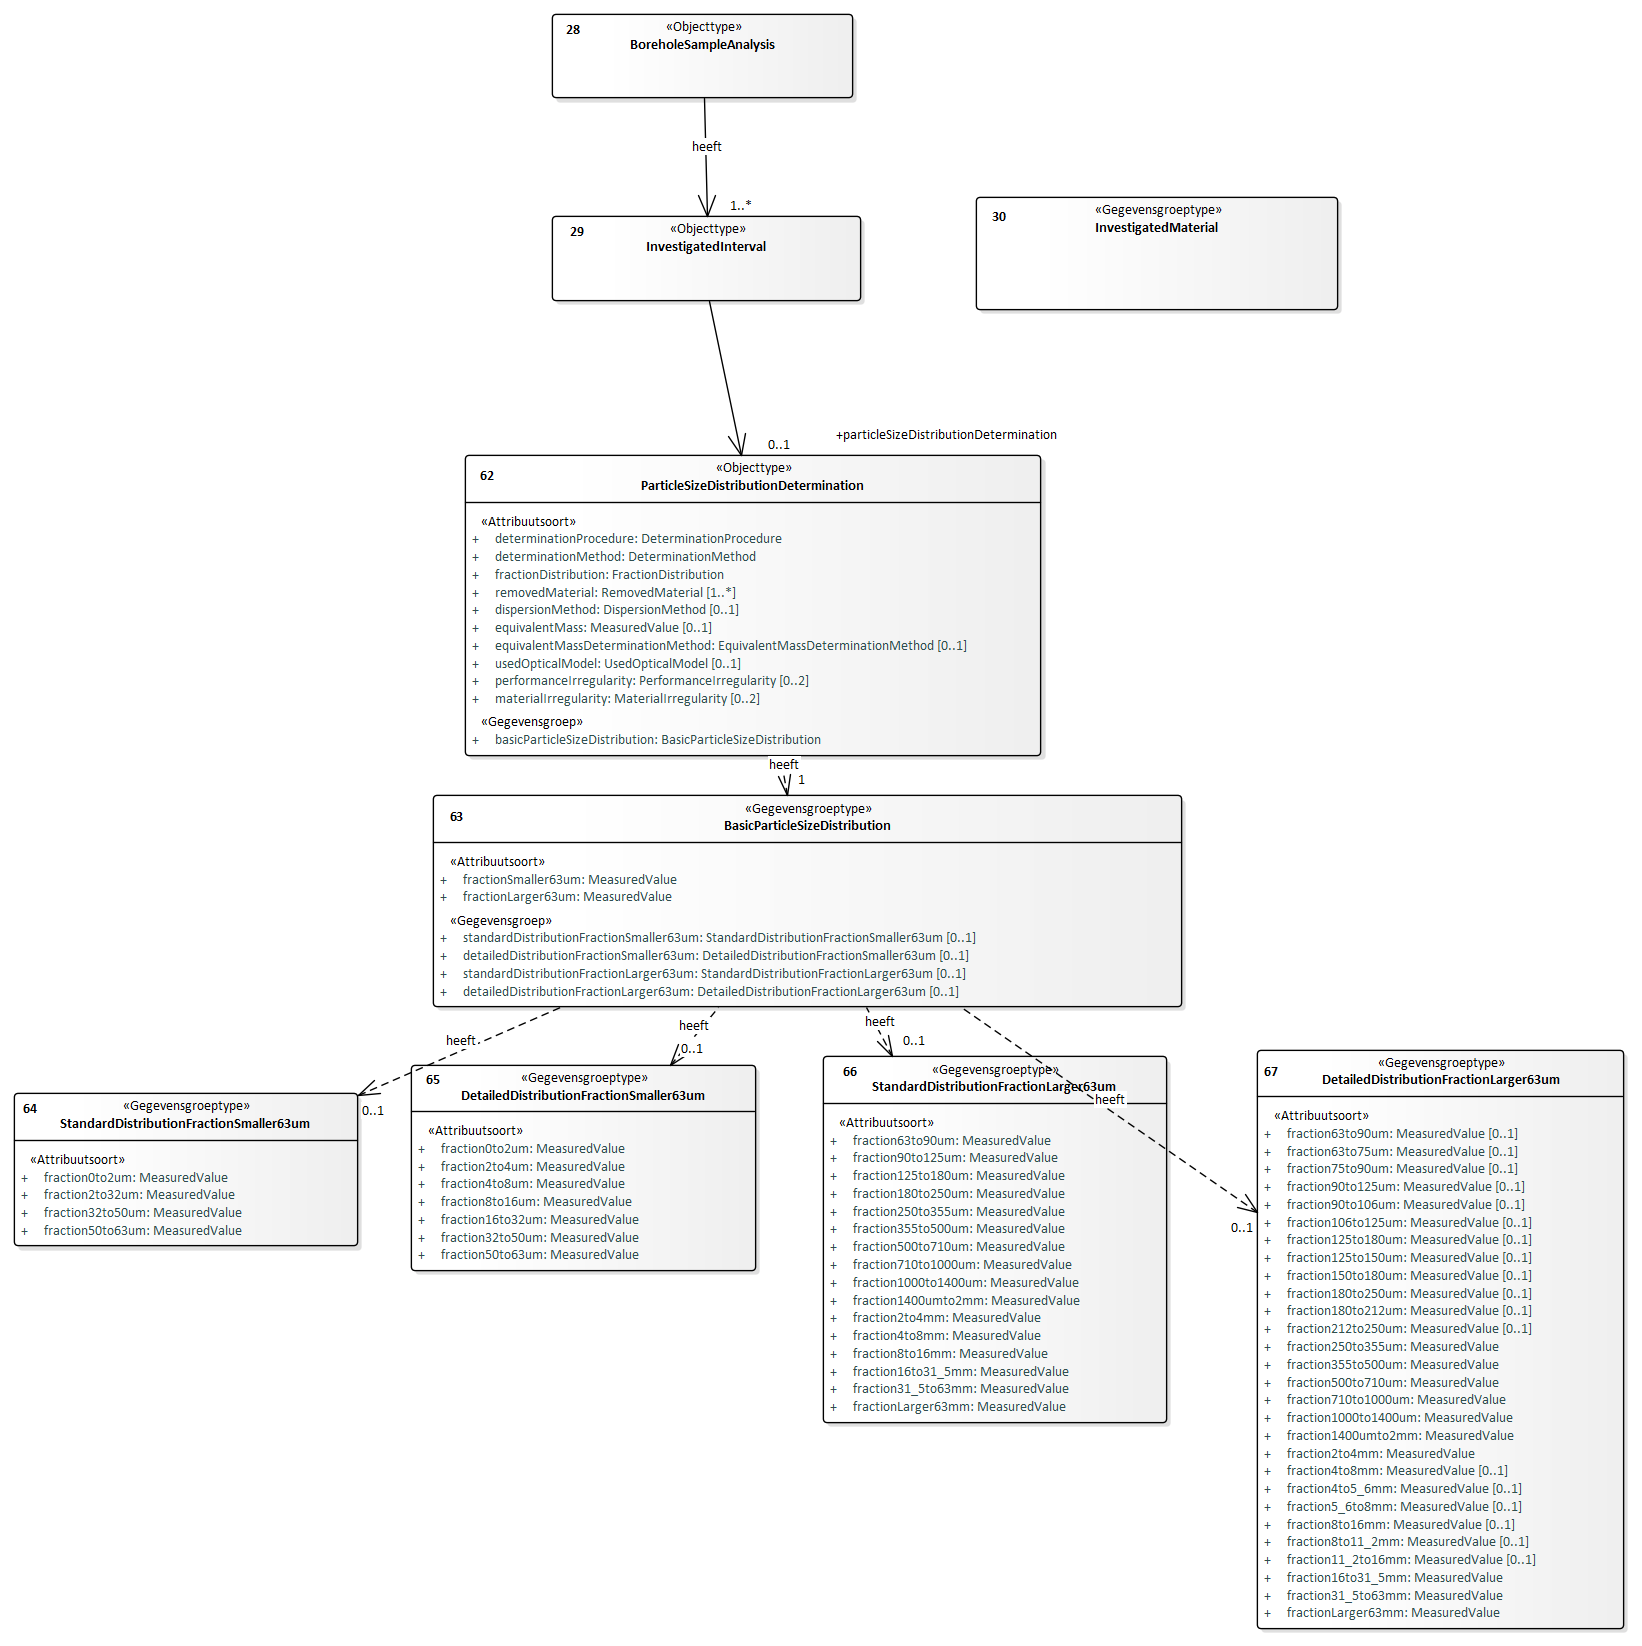 28
«Objecttype»
BoreholeSampleAnalysis
heeft
1..*
29
«Objecttype»
InvestigatedInterval
30
«Gegevensgroeptype»
InvestigatedMaterial
+particleSizeDistributionDetermination
0..1
62
«Objecttype»
ParticleSizeDistributionDetermination
«Attribuutsoort»
+ determinationProcedure: DeterminationProcedure
+ determinationMethod: DeterminationMethod
+ fractionDistribution: FractionDistribution
+ removedMaterial: RemovedMaterial [1..*]
+ dispersionMethod: DispersionMethod [0..1]
+ equivalentMass: MeasuredValue [0..1]
+ equivalentMassDeterminationMethod: EquivalentMassDeterminationMethod [0..1]
+ usedOpticalModel: UsedOpticalModel [0..1]
+ performanceIrregularity: PerformanceIrregularity [0..2]
+ materialIrregularity: MaterialIrregularity [0..2]
«Gegevensgroep»
+ basicParticleSizeDistribution: BasicParticleSizeDistribution
heeft
1
63
«Gegevensgroeptype»
BasicParticleSizeDistribution
«Attribuutsoort»
+ fractionSmaller63um: MeasuredValue
+ fractionLarger63um: MeasuredValue
«Gegevensgroep»
+ standardDistributionFractionSmaller63um: StandardDistributionFractionSmaller63um [0..1]
+ detailedDistributionFractionSmaller63um: DetailedDistributionFractionSmaller63um [0..1]
+ standardDistributionFractionLarger63um: StandardDistributionFractionLarger63um [0..1]
+ detailedDistributionFractionLarger63um: DetailedDistributionFractionLarger63um [0..1]
heeft
0..1
heeft
0..1
heeft
0..1
heeft
0..1
64
«Gegevensgroeptype»
StandardDistributionFractionSmaller63um
«Attribuutsoort»
+ fraction0to2um: MeasuredValue
+ fraction2to32um: MeasuredValue
+ fraction32to50um: MeasuredValue
+ fraction50to63um: MeasuredValue
65
«Gegevensgroeptype»
DetailedDistributionFractionSmaller63um
«Attribuutsoort»
+ fraction0to2um: MeasuredValue
+ fraction2to4um: MeasuredValue
+ fraction4to8um: MeasuredValue
+ fraction8to16um: MeasuredValue
+ fraction16to32um: MeasuredValue
+ fraction32to50um: MeasuredValue
+ fraction50to63um: MeasuredValue
66
«Gegevensgroeptype»
StandardDistributionFractionLarger63um
«Attribuutsoort»
+ fraction63to90um: MeasuredValue
+ fraction90to125um: MeasuredValue
+ fraction125to180um: MeasuredValue
+ fraction180to250um: MeasuredValue
+ fraction250to355um: MeasuredValue
+ fraction355to500um: MeasuredValue
+ fraction500to710um: MeasuredValue
+ fraction710to1000um: MeasuredValue
+ fraction1000to1400um: MeasuredValue
+ fraction1400umto2mm: MeasuredValue
+ fraction2to4mm: MeasuredValue
+ fraction4to8mm: MeasuredValue
+ fraction8to16mm: MeasuredValue
+ fraction16to31_5mm: MeasuredValue
+ fraction31_5to63mm: MeasuredValue
+ fractionLarger63mm: MeasuredValue
67
«Gegevensgroeptype»
DetailedDistributionFractionLarger63um
«Attribuutsoort»
+ fraction63to90um: MeasuredValue [0..1]
+ fraction63to75um: MeasuredValue [0..1]
+ fraction75to90um: MeasuredValue [0..1]
+ fraction90to125um: MeasuredValue [0..1]
+ fraction90to106um: MeasuredValue [0..1]
+ fraction106to125um: MeasuredValue [0..1]
+ fraction125to180um: MeasuredValue [0..1]
+ fraction125to150um: MeasuredValue [0..1]
+ fraction150to180um: MeasuredValue [0..1]
+ fraction180to250um: MeasuredValue [0..1]
+ fraction180to212um: MeasuredValue [0..1]
+ fraction212to250um: MeasuredValue [0..1]
+ fraction250to355um: MeasuredValue
+ fraction355to500um: MeasuredValue
+ fraction500to710um: MeasuredValue
+ fraction710to1000um: MeasuredValue
+ fraction1000to1400um: MeasuredValue
+ fraction1400umto2mm: MeasuredValue
+ fraction2to4mm: MeasuredValue
+ fraction4to8mm: MeasuredValue [0..1]
+ fraction4to5_6mm: MeasuredValue [0..1]
+ fraction5_6to8mm: MeasuredValue [0..1]
+ fraction8to16mm: MeasuredValue [0..1]
+ fraction8to11_2mm: MeasuredValue [0..1]
+ fraction11_2to16mm: MeasuredValue [0..1]
+ fraction16to31_5mm: MeasuredValue
+ fraction31_5to63mm: MeasuredValue
+ fractionLarger63mm: MeasuredValue